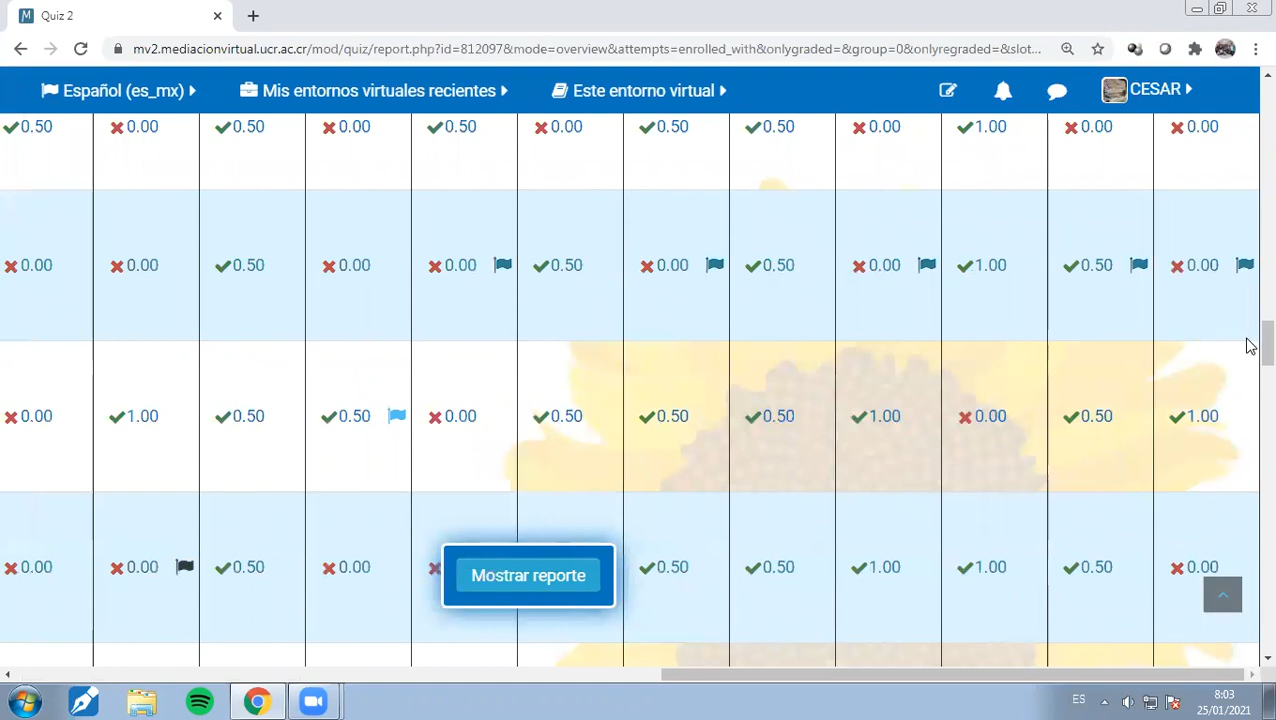 Quiz 2
mv2.mediacionvirtual.ucr.ac.cr/mod/quiz/report.php?id=812097&mode=overview&attempts=enrolled_with&onlygraded=&group=0&onlyregraded=&slot...
Español (es_mx) Mis entornos virtuales recientes Este entorno virtual CESAR
0.50 0.00 0.50 0.00 0.50 0.00 0.50 0.50 0.00 1.00 0.00 0.00
0.00 0.00 0.50 0.00 0.00 0.50 0.00 0.50 0.00 1.00 0.50 0.00
0.00 1.00 0.50 0.50 0.00 0.50 0.50 0.50 1.00 0.00 0.50 1.00
0.00 0.00 0.50 0.00 0.50 0.50 1.00 1.00 0.50 0.00
Mostrar reporte
ES
8:03
25/01/2021